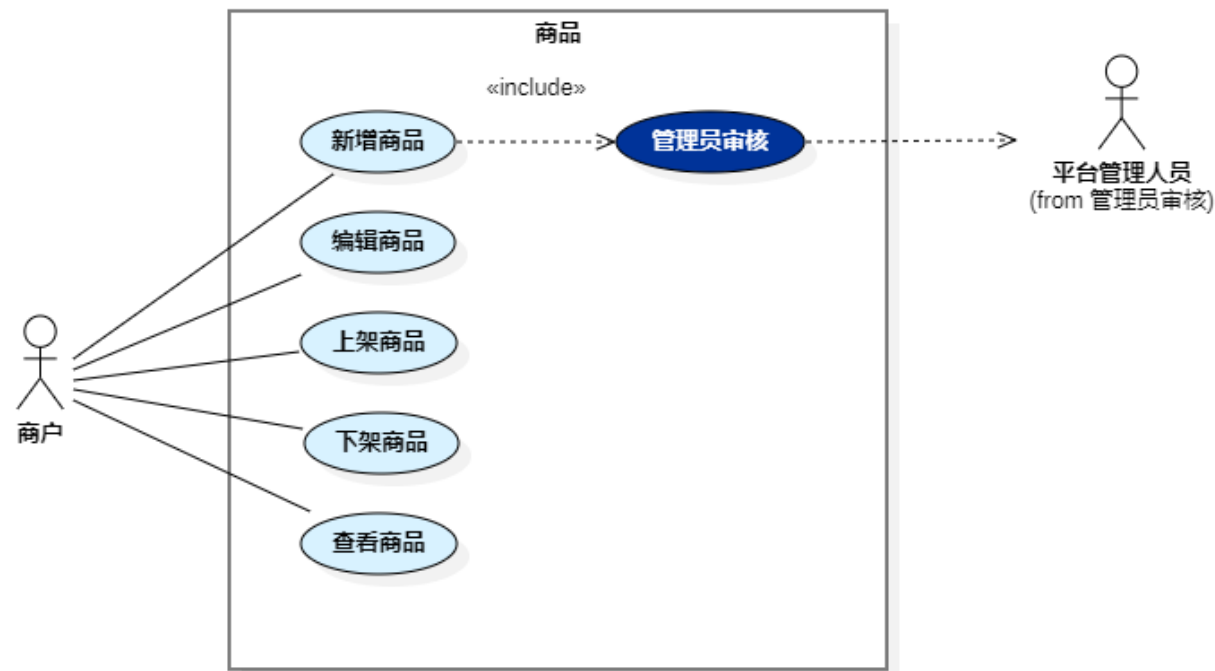 商品
«include»
新增商品
管理员审核
平台管理人员
(from 管理员审核)
编辑商品
上架商品
商户
下架商品
查看商品